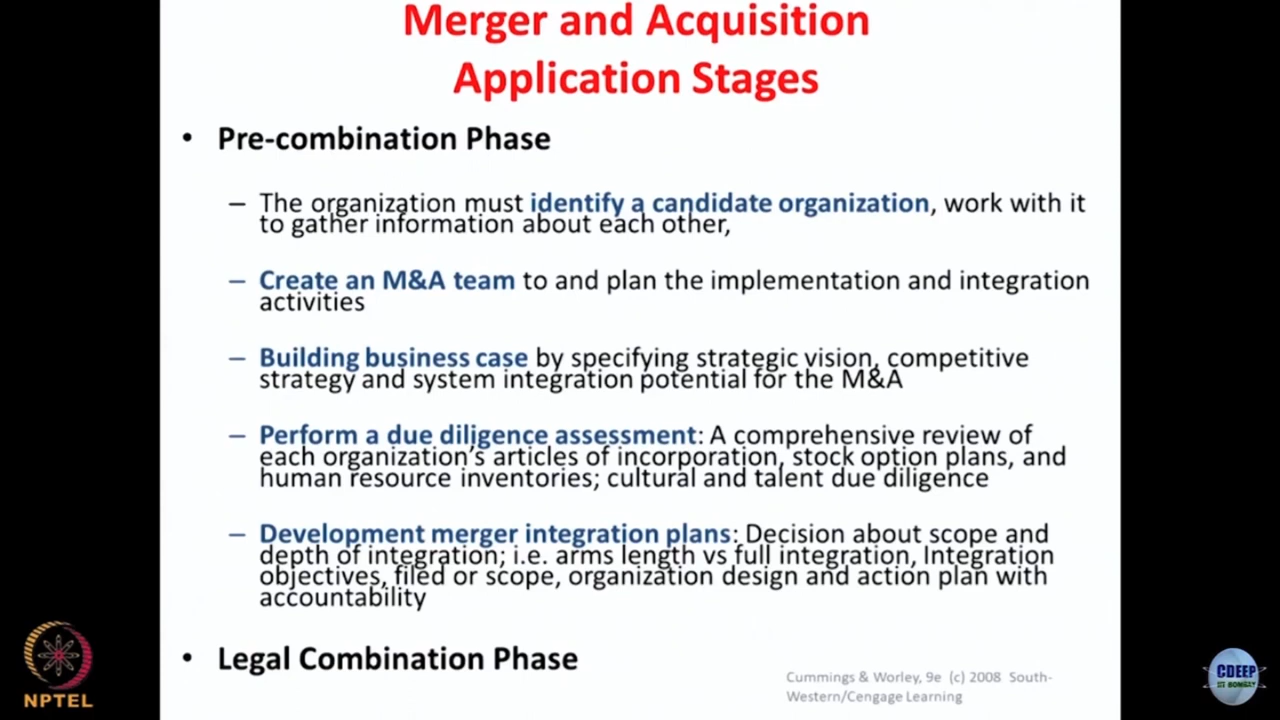 Merger and Acquisition
Application Stages
• Pre-combination Phase
– The organization must identify a candidate organization, work with it
to gather information about each other,
– Create an M&A team to and plan the implementation and integration
activities
– Building business case by specifying strategic vision, competitive
strategy and system integration potential for the M&A
– Perform a due diligence assessment: A comprehensive review of
each organization's articles of incorporation, stock option plans, and
human resource inventories; cultural and talent due diligence
– Development merger integration plans: Decision about scope and
depth of integration; i.e. arms length vs full integration, Integration
objectives, filed or scope, organization design and action plan with
accountability
• Legal Combination Phase
Cummings & Worley, 9e (c) 2008 South-
Western/Cengage Learning
NPTEL
CDEEP
IIT BOMBAY